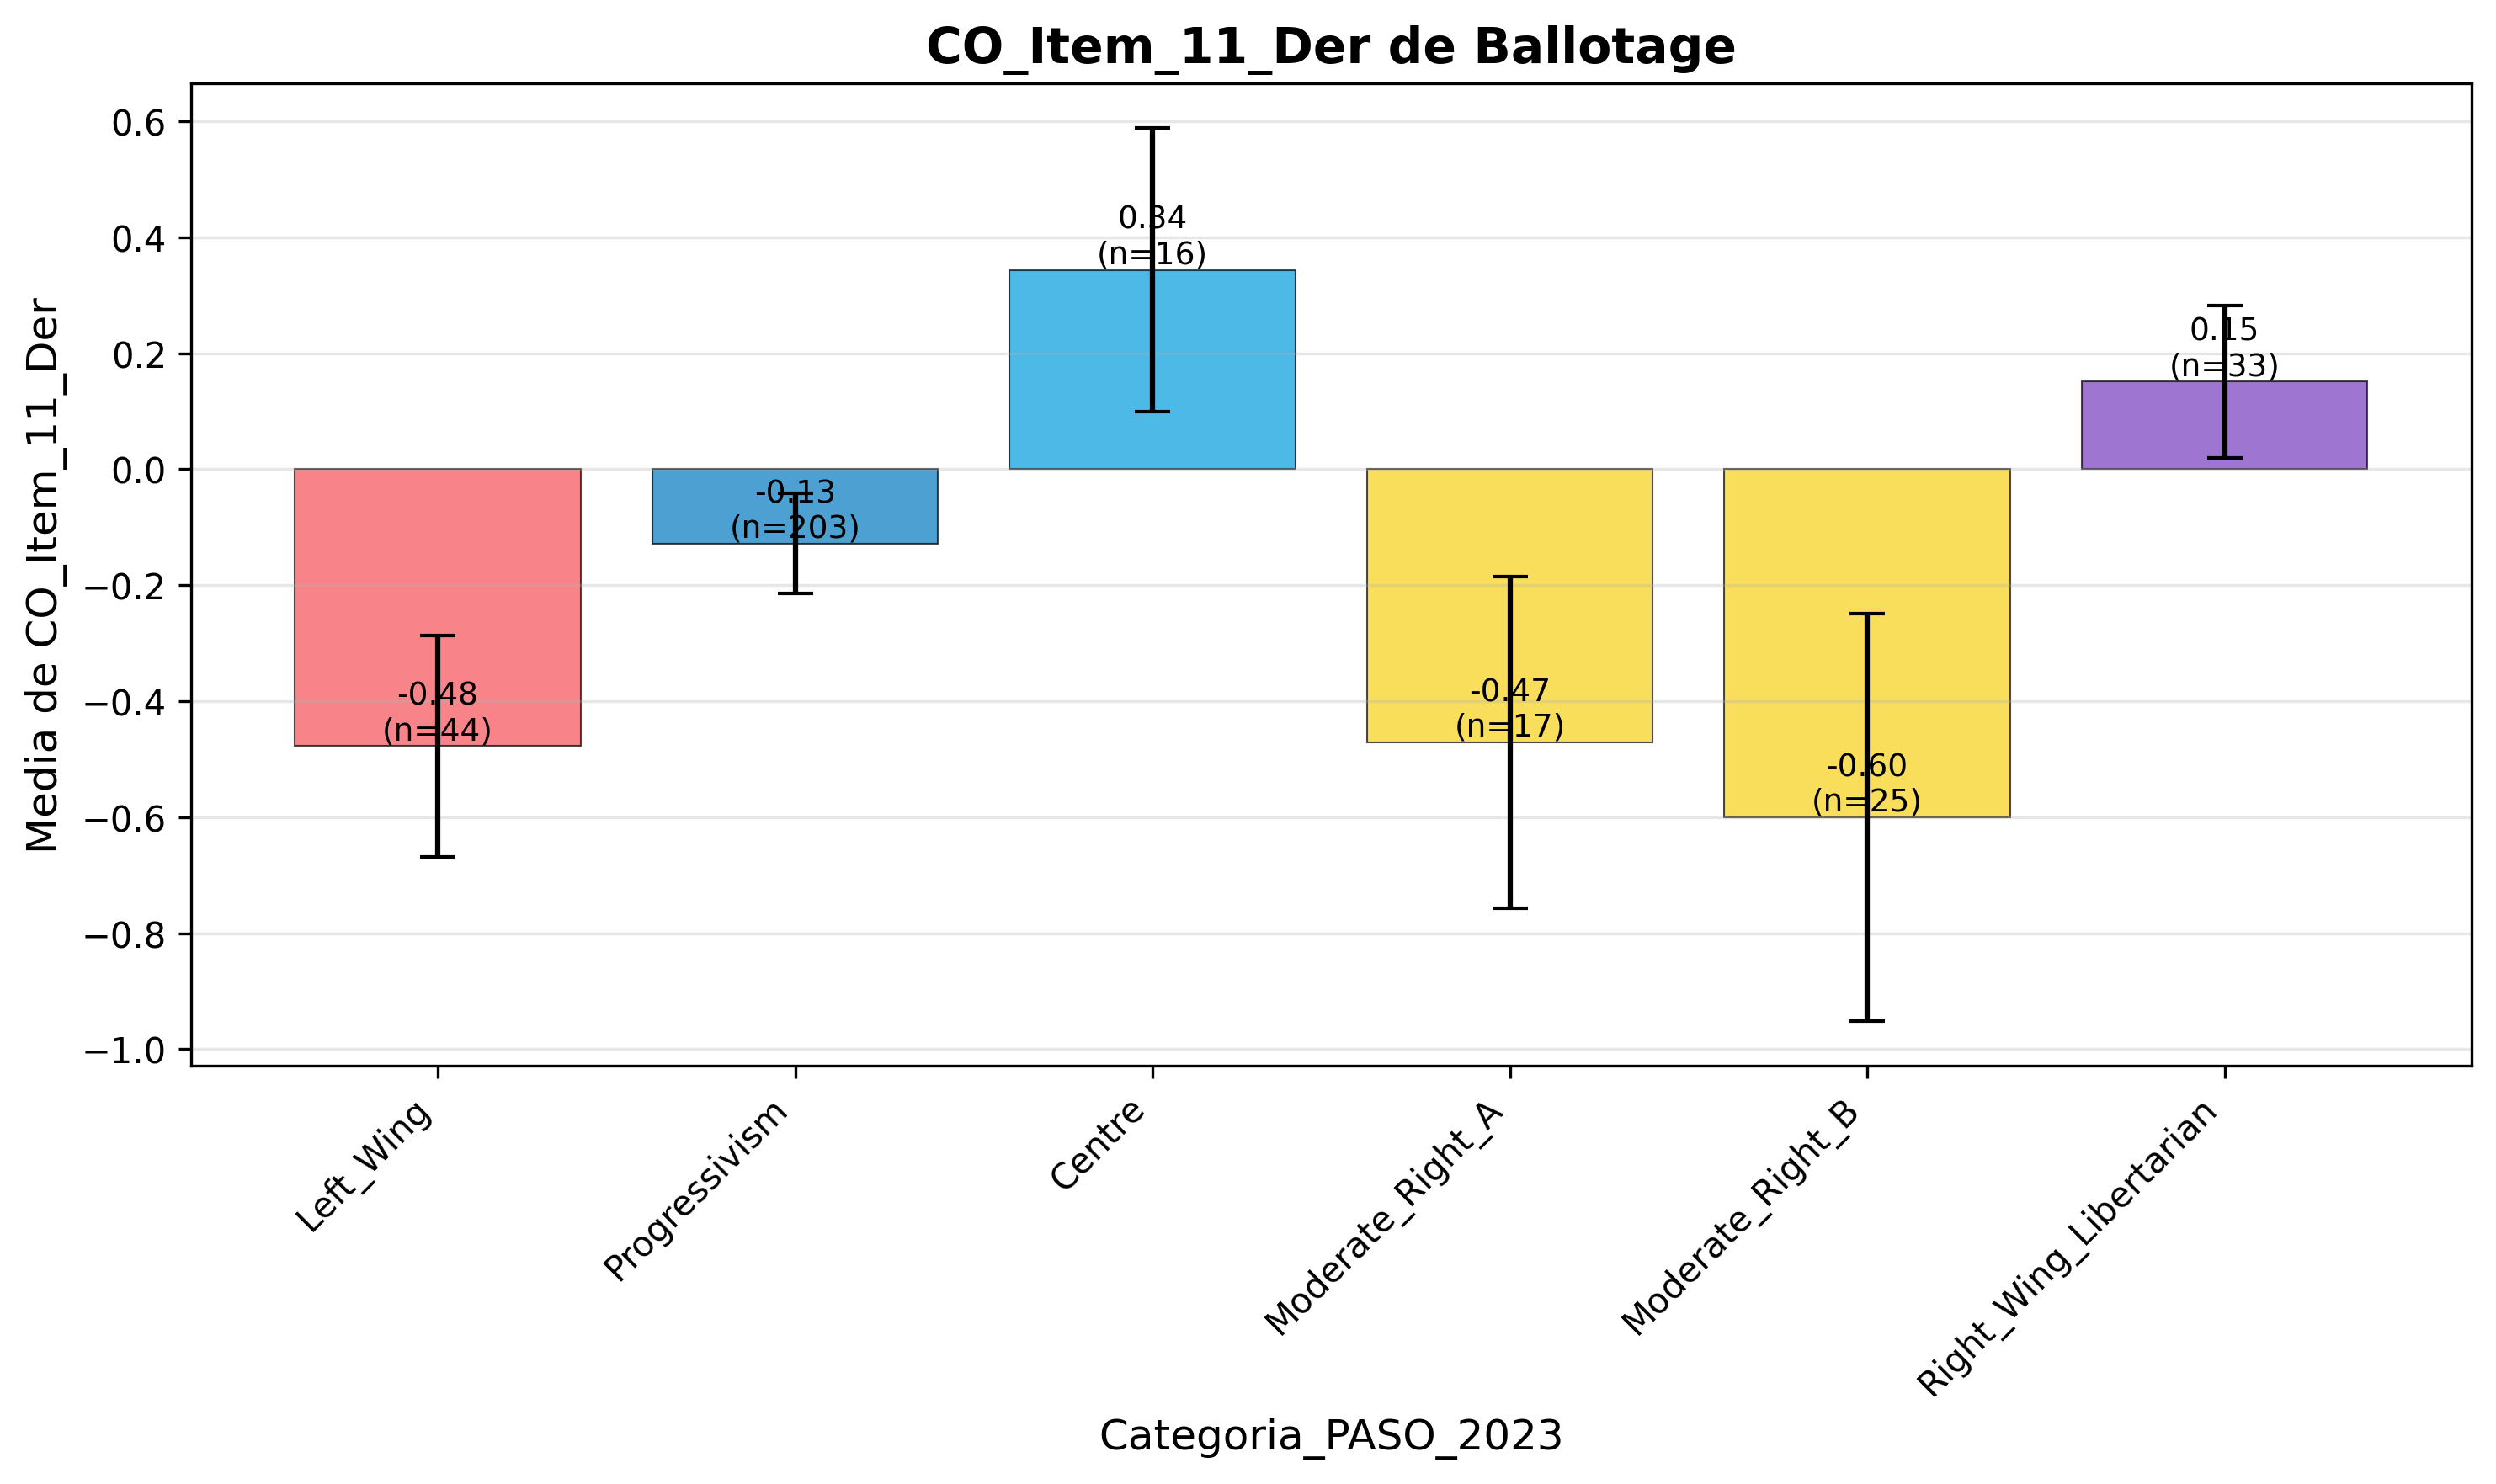 CO_Item_11_Der de Ballotage
Media de CO_Item_11_Der
0.6
0.4
0.2
0.0
−0.2
−0.4
−0.6
−0.8
−1.0
-0.48
(n=44)
-0.13
(n=203)
0.34
(n=16)
-0.47
(n=17)
-0.60
(n=25)
0.15
(n=33)
Left_Wing
Progressivism
Centre
Moderate_Right_A
Moderate_Right_B
Right_Wing_Libertarian
Categoria_PASO_2023